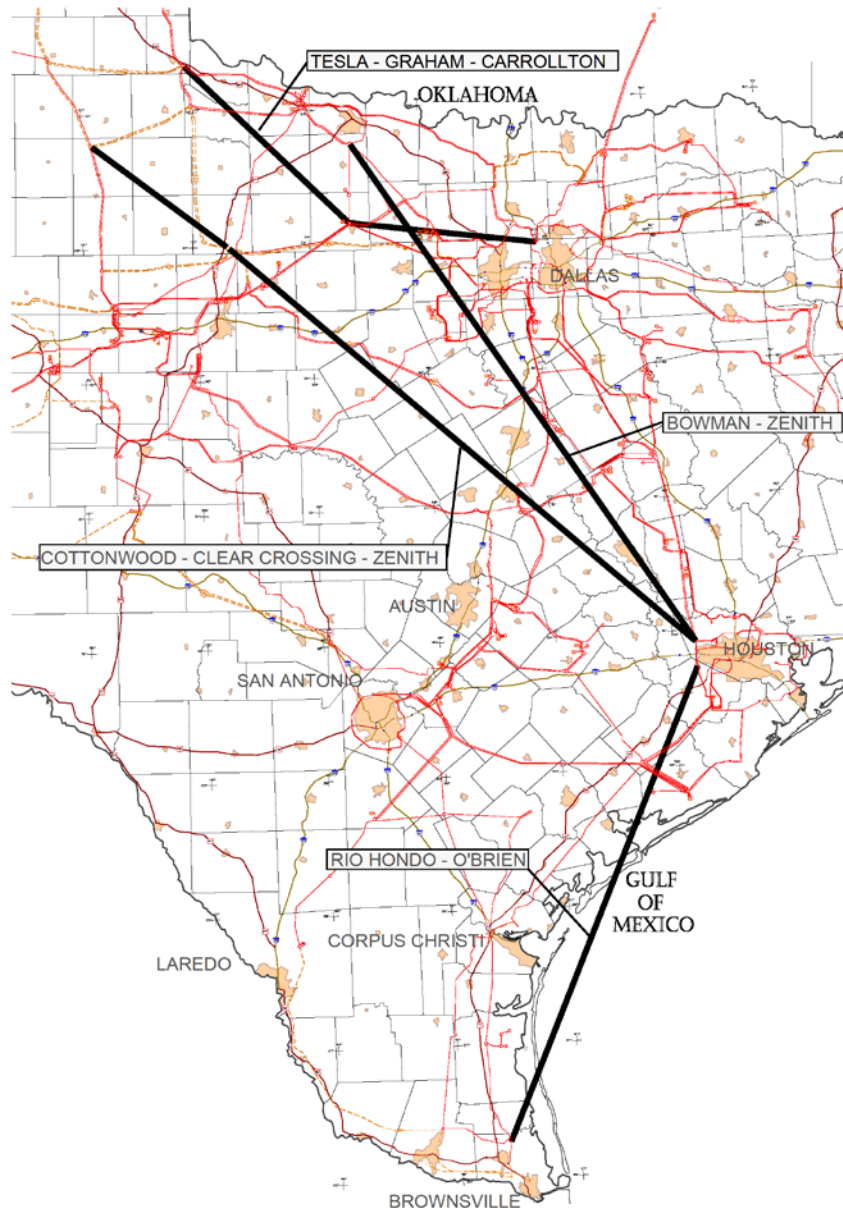 TESLA - GRAHAM - CARROLLTON
OKLAHOMA
DALLAS
BOWMAN - ZENITH
COTTONWOOD - CLEAR CROSSING - ZENITH
AUSTIN
HOUSTON
SAN ANTONIO
RIO HONDO - O'BRIEN
GULF
OF
MEXICO
CORPUS CHRISTI
LAREDO
BROWNSVILLE